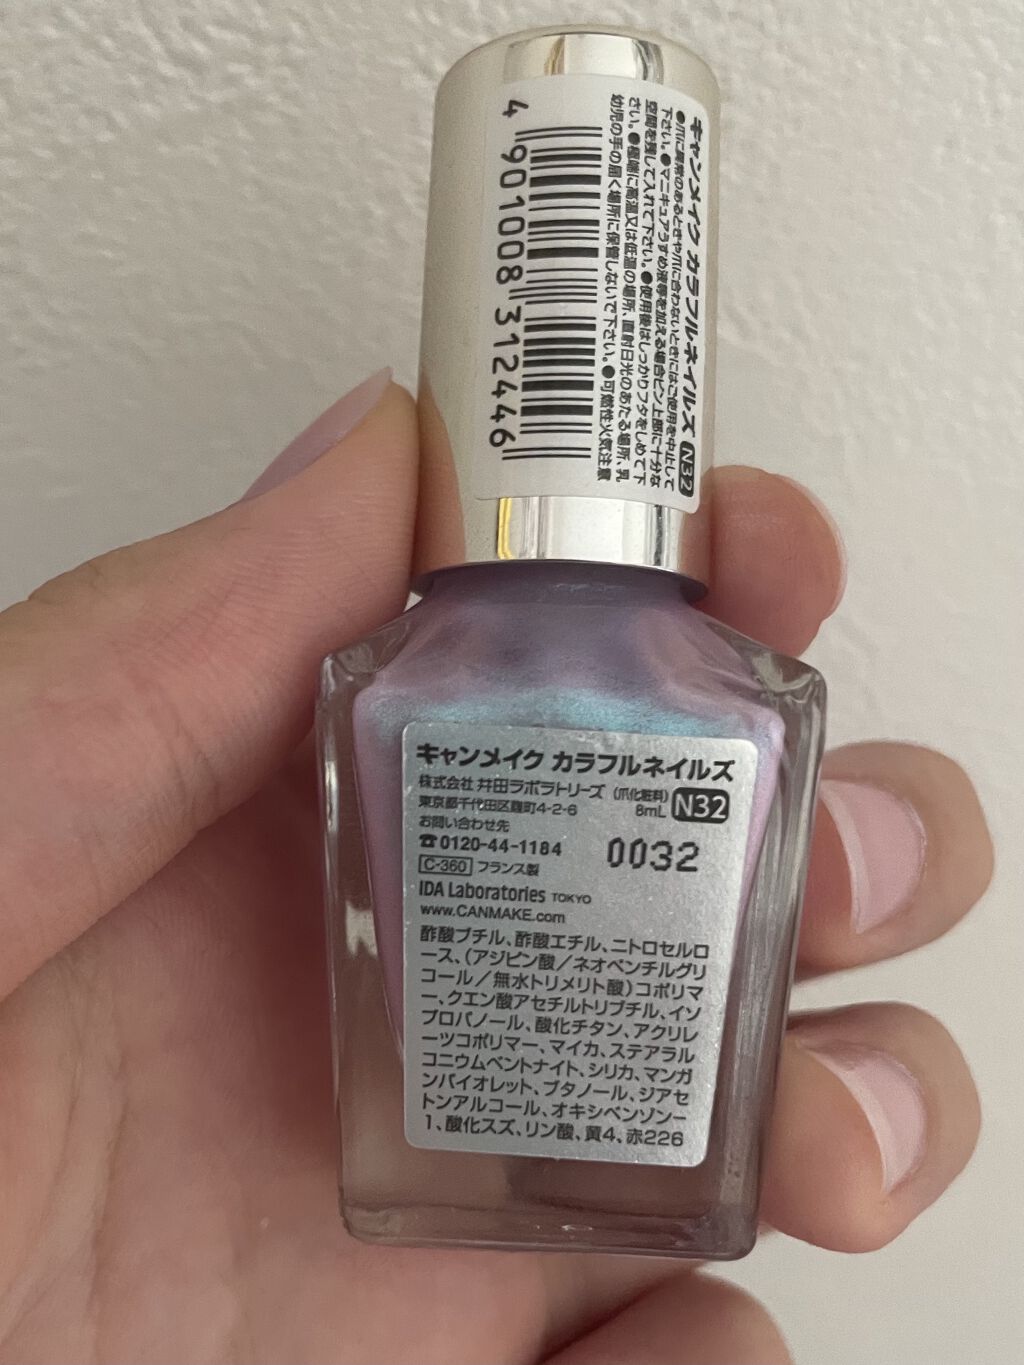 キャンメイク カラフルネイルズ N32
●爪に異常のあるときや爪に合わないときにはご使用を中止して
下さい。●マニキュアうすめ液等を加える場合ビン上部に十分な
空間を残して入れて下さい。●使用後はしっかりフタをしめて下
さい。●極端に高温又は低温の場所、直射日光のあたる場所、乳
幼児の手の届く場所に保管しないで下さい。●可燃性火気注意
4 901008 312446
キャンメイク カラフルネイルズ
株式会社 井田ラボラトリーズ (爪化粧料) N32
東京都千代田区麹町4-2-6 8mL
お問い合わせ先
☎0120-44-1184 0032
C-360 フランス製
IDA Laboratories TOKYO
www.CANMAKE.com
酢酸ブチル、酢酸エチル、ニトロセルロ
ース、(アジピン酸/ネオペンチルグリ
コール/無水トリメリト酸)コポリマ
ー、クエン酸アセチルトリブチル、イソ
プロパノール、酸化チタン、アクリレ
ーツコポリマー、マイカ、ステアラル
コニウムベントナイト、シリカ、マンガ
ンバイオレット、ブタノール、ジアセ
トンアルコール、オキシベンゾン-
1、酸化スズ、リン酸、黄4、赤226